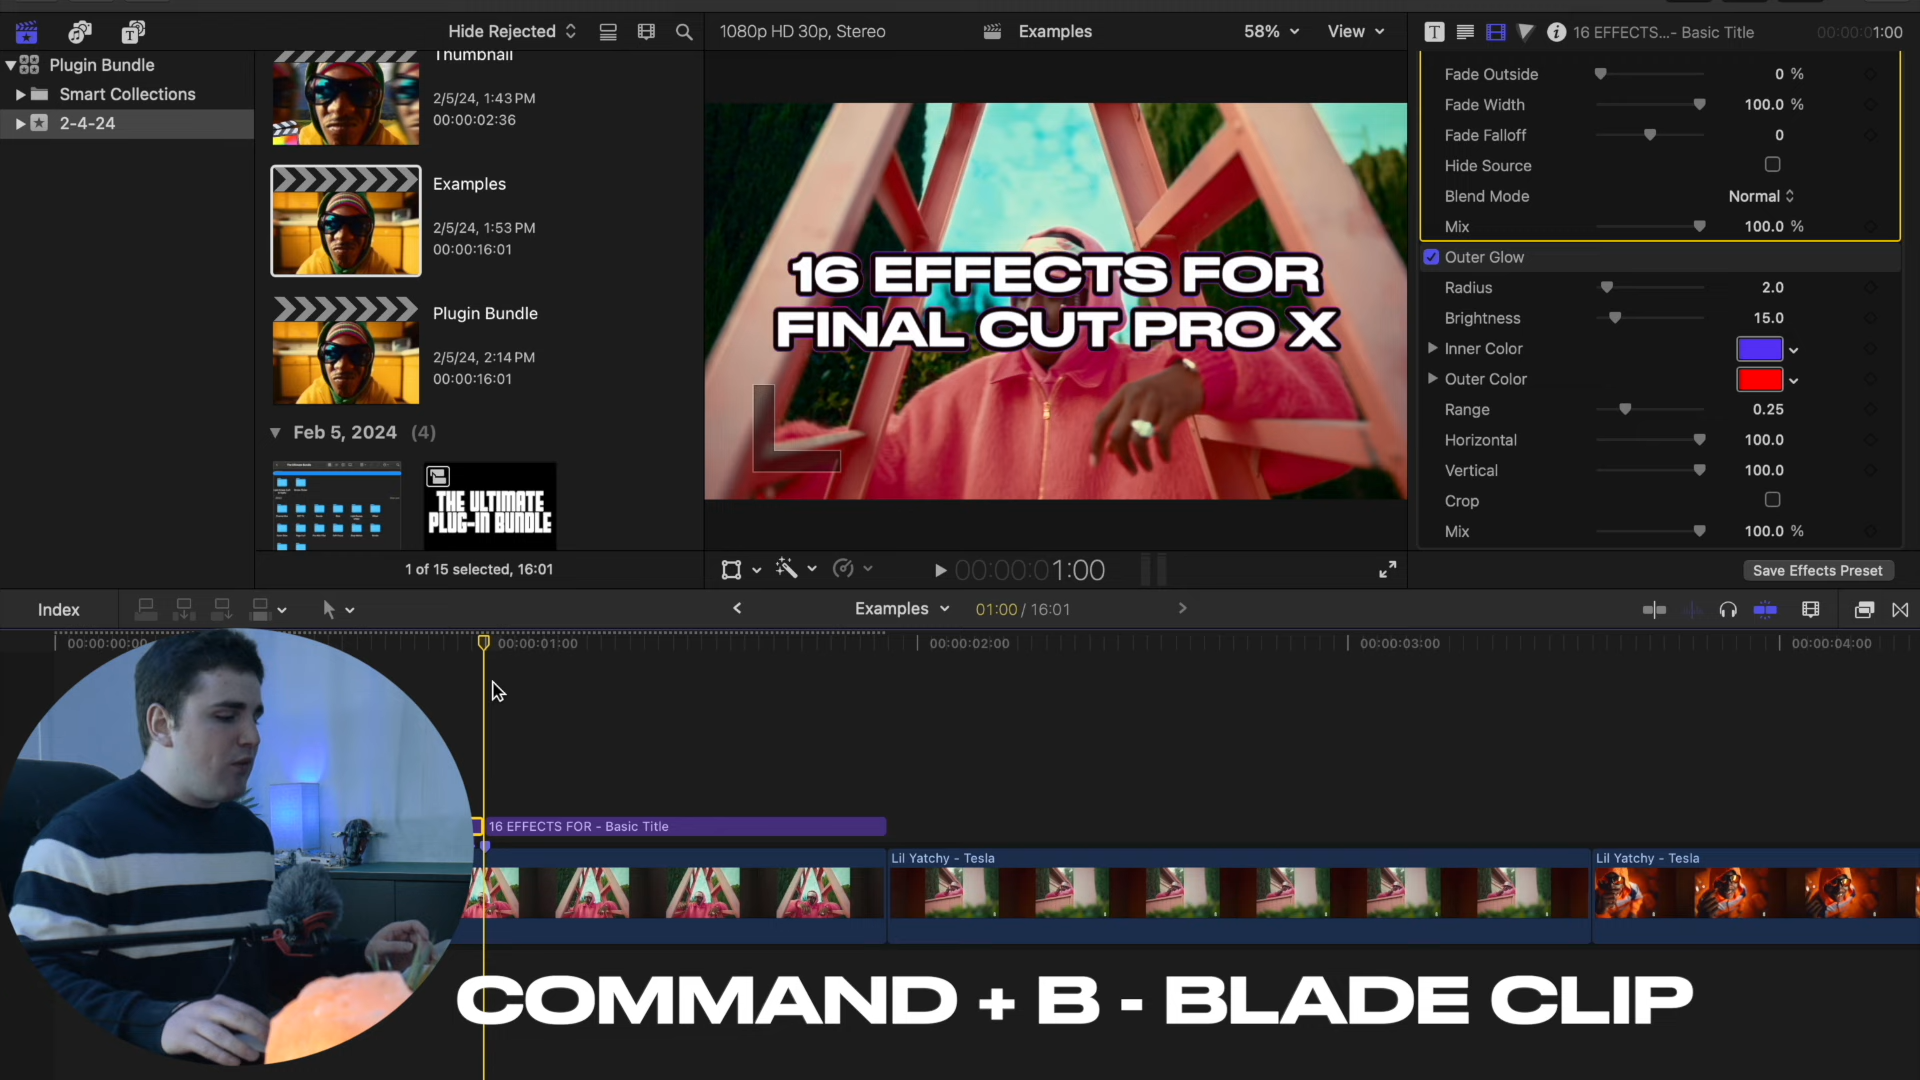 Hide Rejected
1080p HD 30p, Stereo
Examples
58%
View
16 EFFECTS...- Basic Title
00:00:01:00
Plugin Bundle
Smart Collections
2-4-24
Thumbnail
2/5/24, 1:43 PM
00:00:02:36
Examples
2/5/24, 1:53 PM
00:00:16:01
Plugin Bundle
2/5/24, 2:14 PM
00:00:16:01
Feb 5, 2024 (4)
THE ULTIMATE
PLUG-IN BUNDLE
1 of 15 selected, 16:01
16 EFFECTS FOR
FINAL CUT PRO X
00:00:01:00
Fade Outside 0 %
Fade Width 100.0 %
Fade Falloff 0
Hide Source
Blend Mode Normal
Mix 100.0 %
Outer Glow
Radius 2.0
Brightness 15.0
Inner Color
Outer Color
Range 0.25
Horizontal 100.0
Vertical 100.0
Crop
Mix 100.0 %
Save Effects Preset
Index
Examples
01:00 / 16:01
00:00:00:00
00:00:01:00
00:00:02:00
00:00:03:00
00:00:04:00
16 EFFECTS FOR - Basic Title
Lil Yatchy - Tesla
Lil Yatchy - Tesla
COMMAND + B - BLADE CLIP